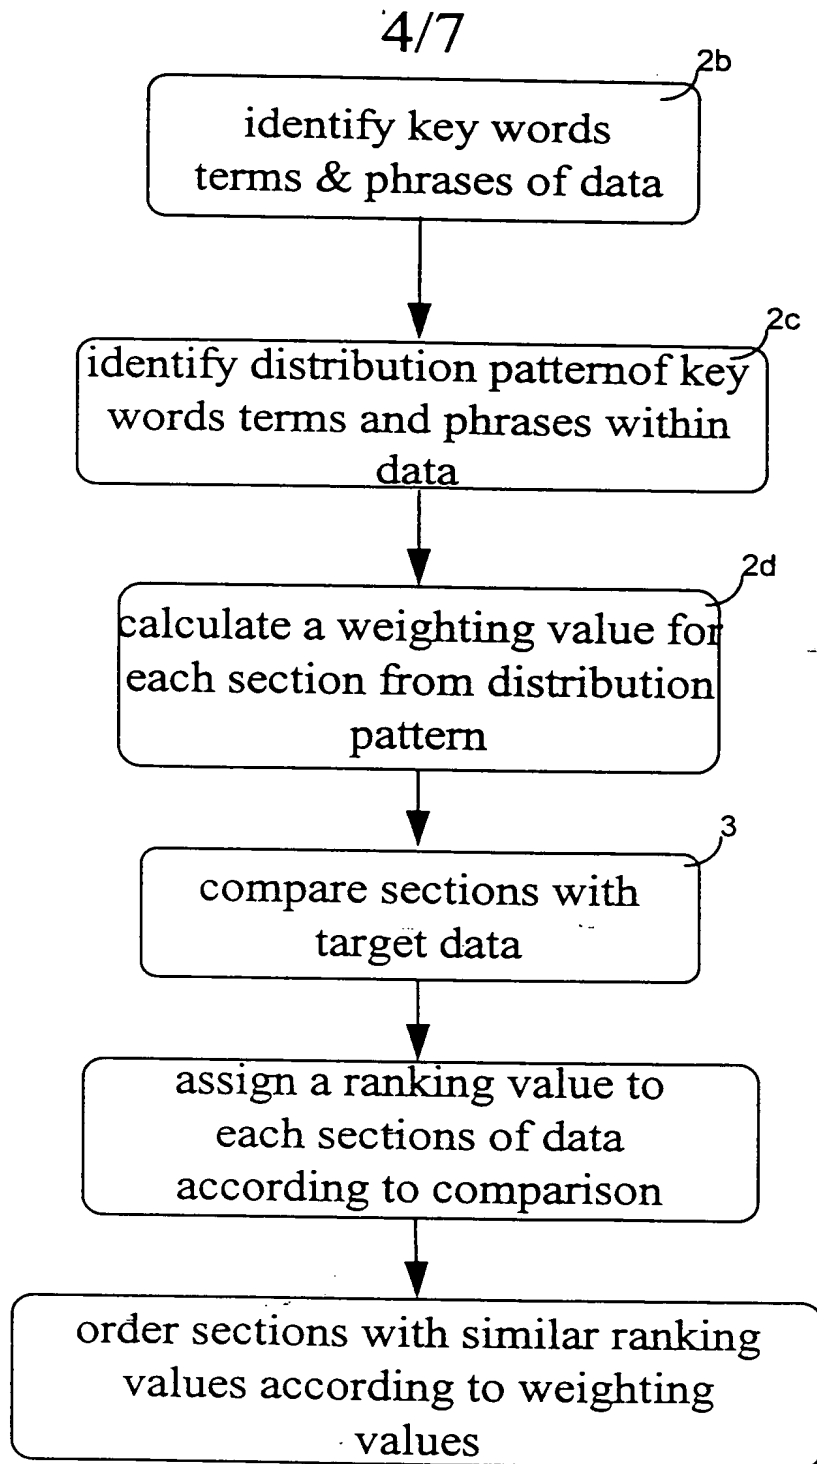 4/7
2b
identify key words
terms & phrases of data
2c
identify distribution patternof key
words terms and phrases within
data
2d
calculate a weighting value for
each section from distribution
pattern
3
compare sections with
target data
assign a ranking value to
each sections of data
according to comparison
order sections with similar ranking
values according to weighting
values